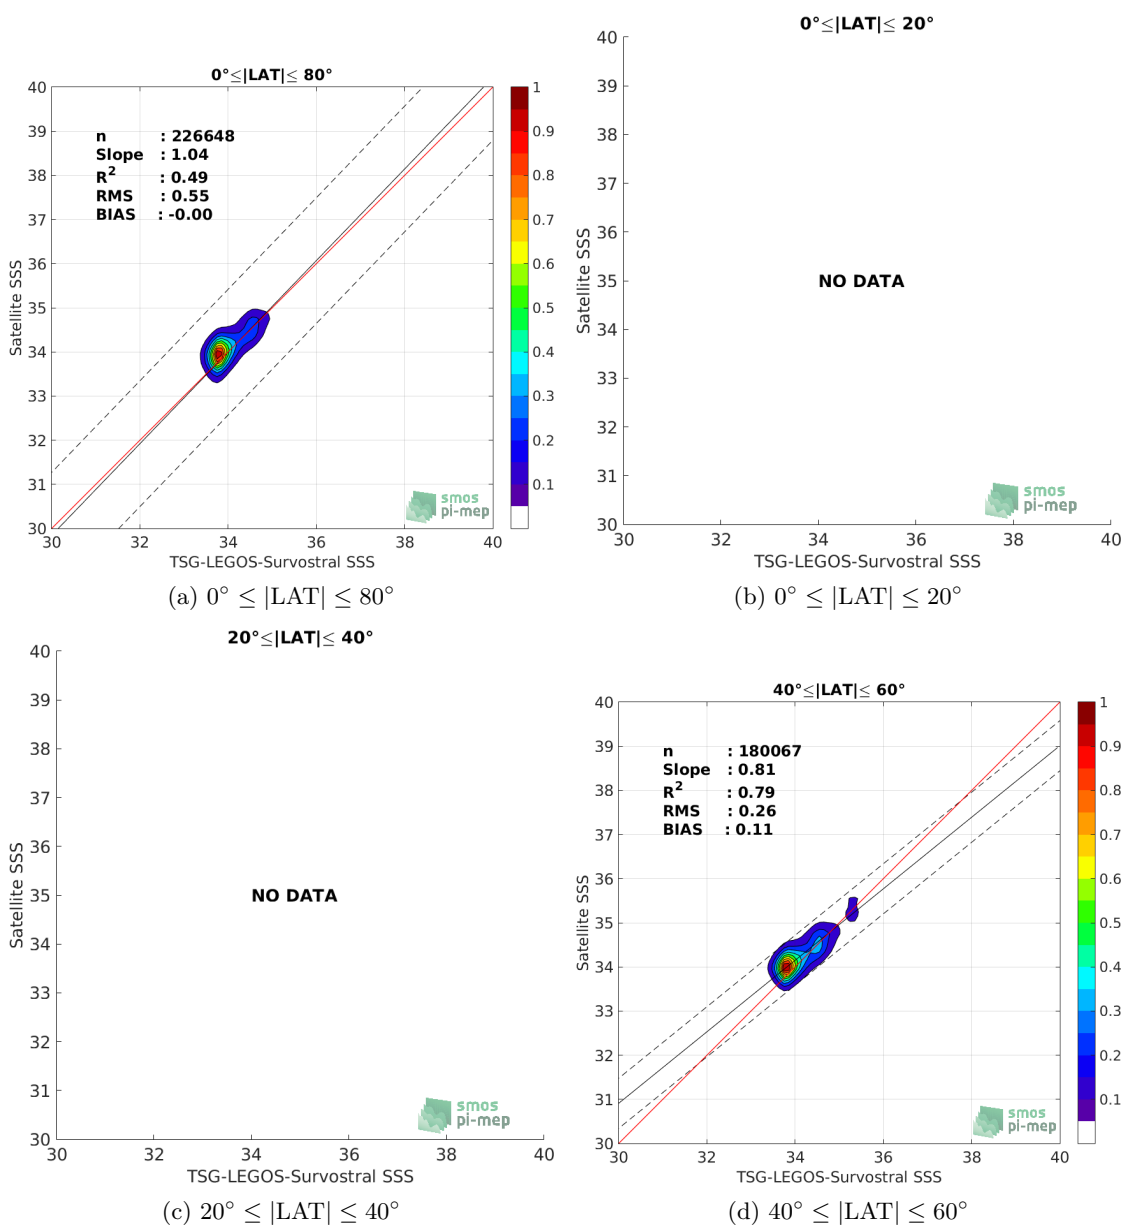 0°≤|LAT|≤ 80°
40
39
38
37
36
35
34
33
32
31
30
Satellite SSS
n : 226648
Slope : 1.04
R2 : 0.49
RMS : 0.55
BIAS : -0.00
1
0.9
0.8
0.7
0.6
0.5
0.4
0.3
0.2
0.1
smos
pi-mep
30 32 34 36 38 40
TSG-LEGOS-Survostral SSS
(a) 0° ≤ |LAT| ≤ 80°
0°≤|LAT|≤ 20°
40
39
38
37
36
35
34
33
32
31
30
Satellite SSS
NO DATA
smos
pi-mep
30 32 34 36 38 40
TSG-LEGOS-Survostral SSS
(b) 0° ≤ |LAT| ≤ 20°
20°≤|LAT|≤ 40°
40
39
38
37
36
35
34
33
32
31
30
Satellite SSS
NO DATA
smos
pi-mep
30 32 34 36 38 40
TSG-LEGOS-Survostral SSS
(c) 20° ≤ |LAT| ≤ 40°
40°≤|LAT|≤ 60°
40
39
38
37
36
35
34
33
32
31
30
Satellite SSS
n : 180067
Slope : 0.81
R2 : 0.79
RMS : 0.26
BIAS : 0.11
1
0.9
0.8
0.7
0.6
0.5
0.4
0.3
0.2
0.1
smos
pi-mep
30 32 34 36 38 40
TSG-LEGOS-Survostral SSS
(d) 40° ≤ |LAT| ≤ 60°